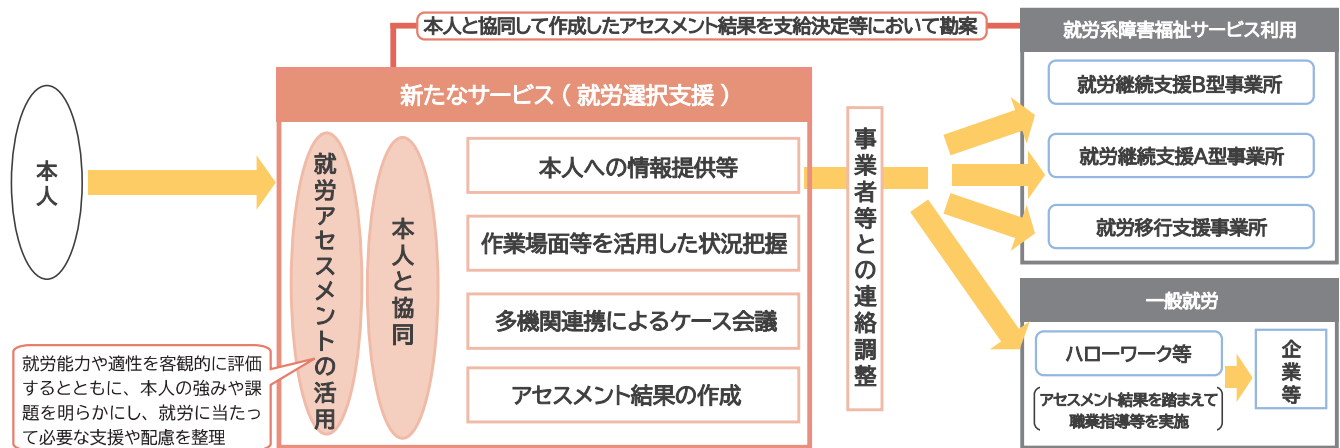 本人と協同して作成したアセスメント結果を支給決定等において勘案
本人
新たなサービス（就労選択支援）
就労アセスメントの活用
本人と協同
本人への情報提供等
作業場面等を活用した状況把握
多機関連携によるケース会議
アセスメント結果の作成
就労能力や適性を客観的に評価
するとともに、本人の強みや課
題を明らかにし、就労に当たっ
て必要な支援や配慮を整理
事業者等との連絡調整
就労系障害福祉サービス利用
就労継続支援B型事業所
就労継続支援A型事業所
就労移行支援事業所
一般就労
ハローワーク等
アセスメント結果を踏まえて
職業指導等を実施
企業等